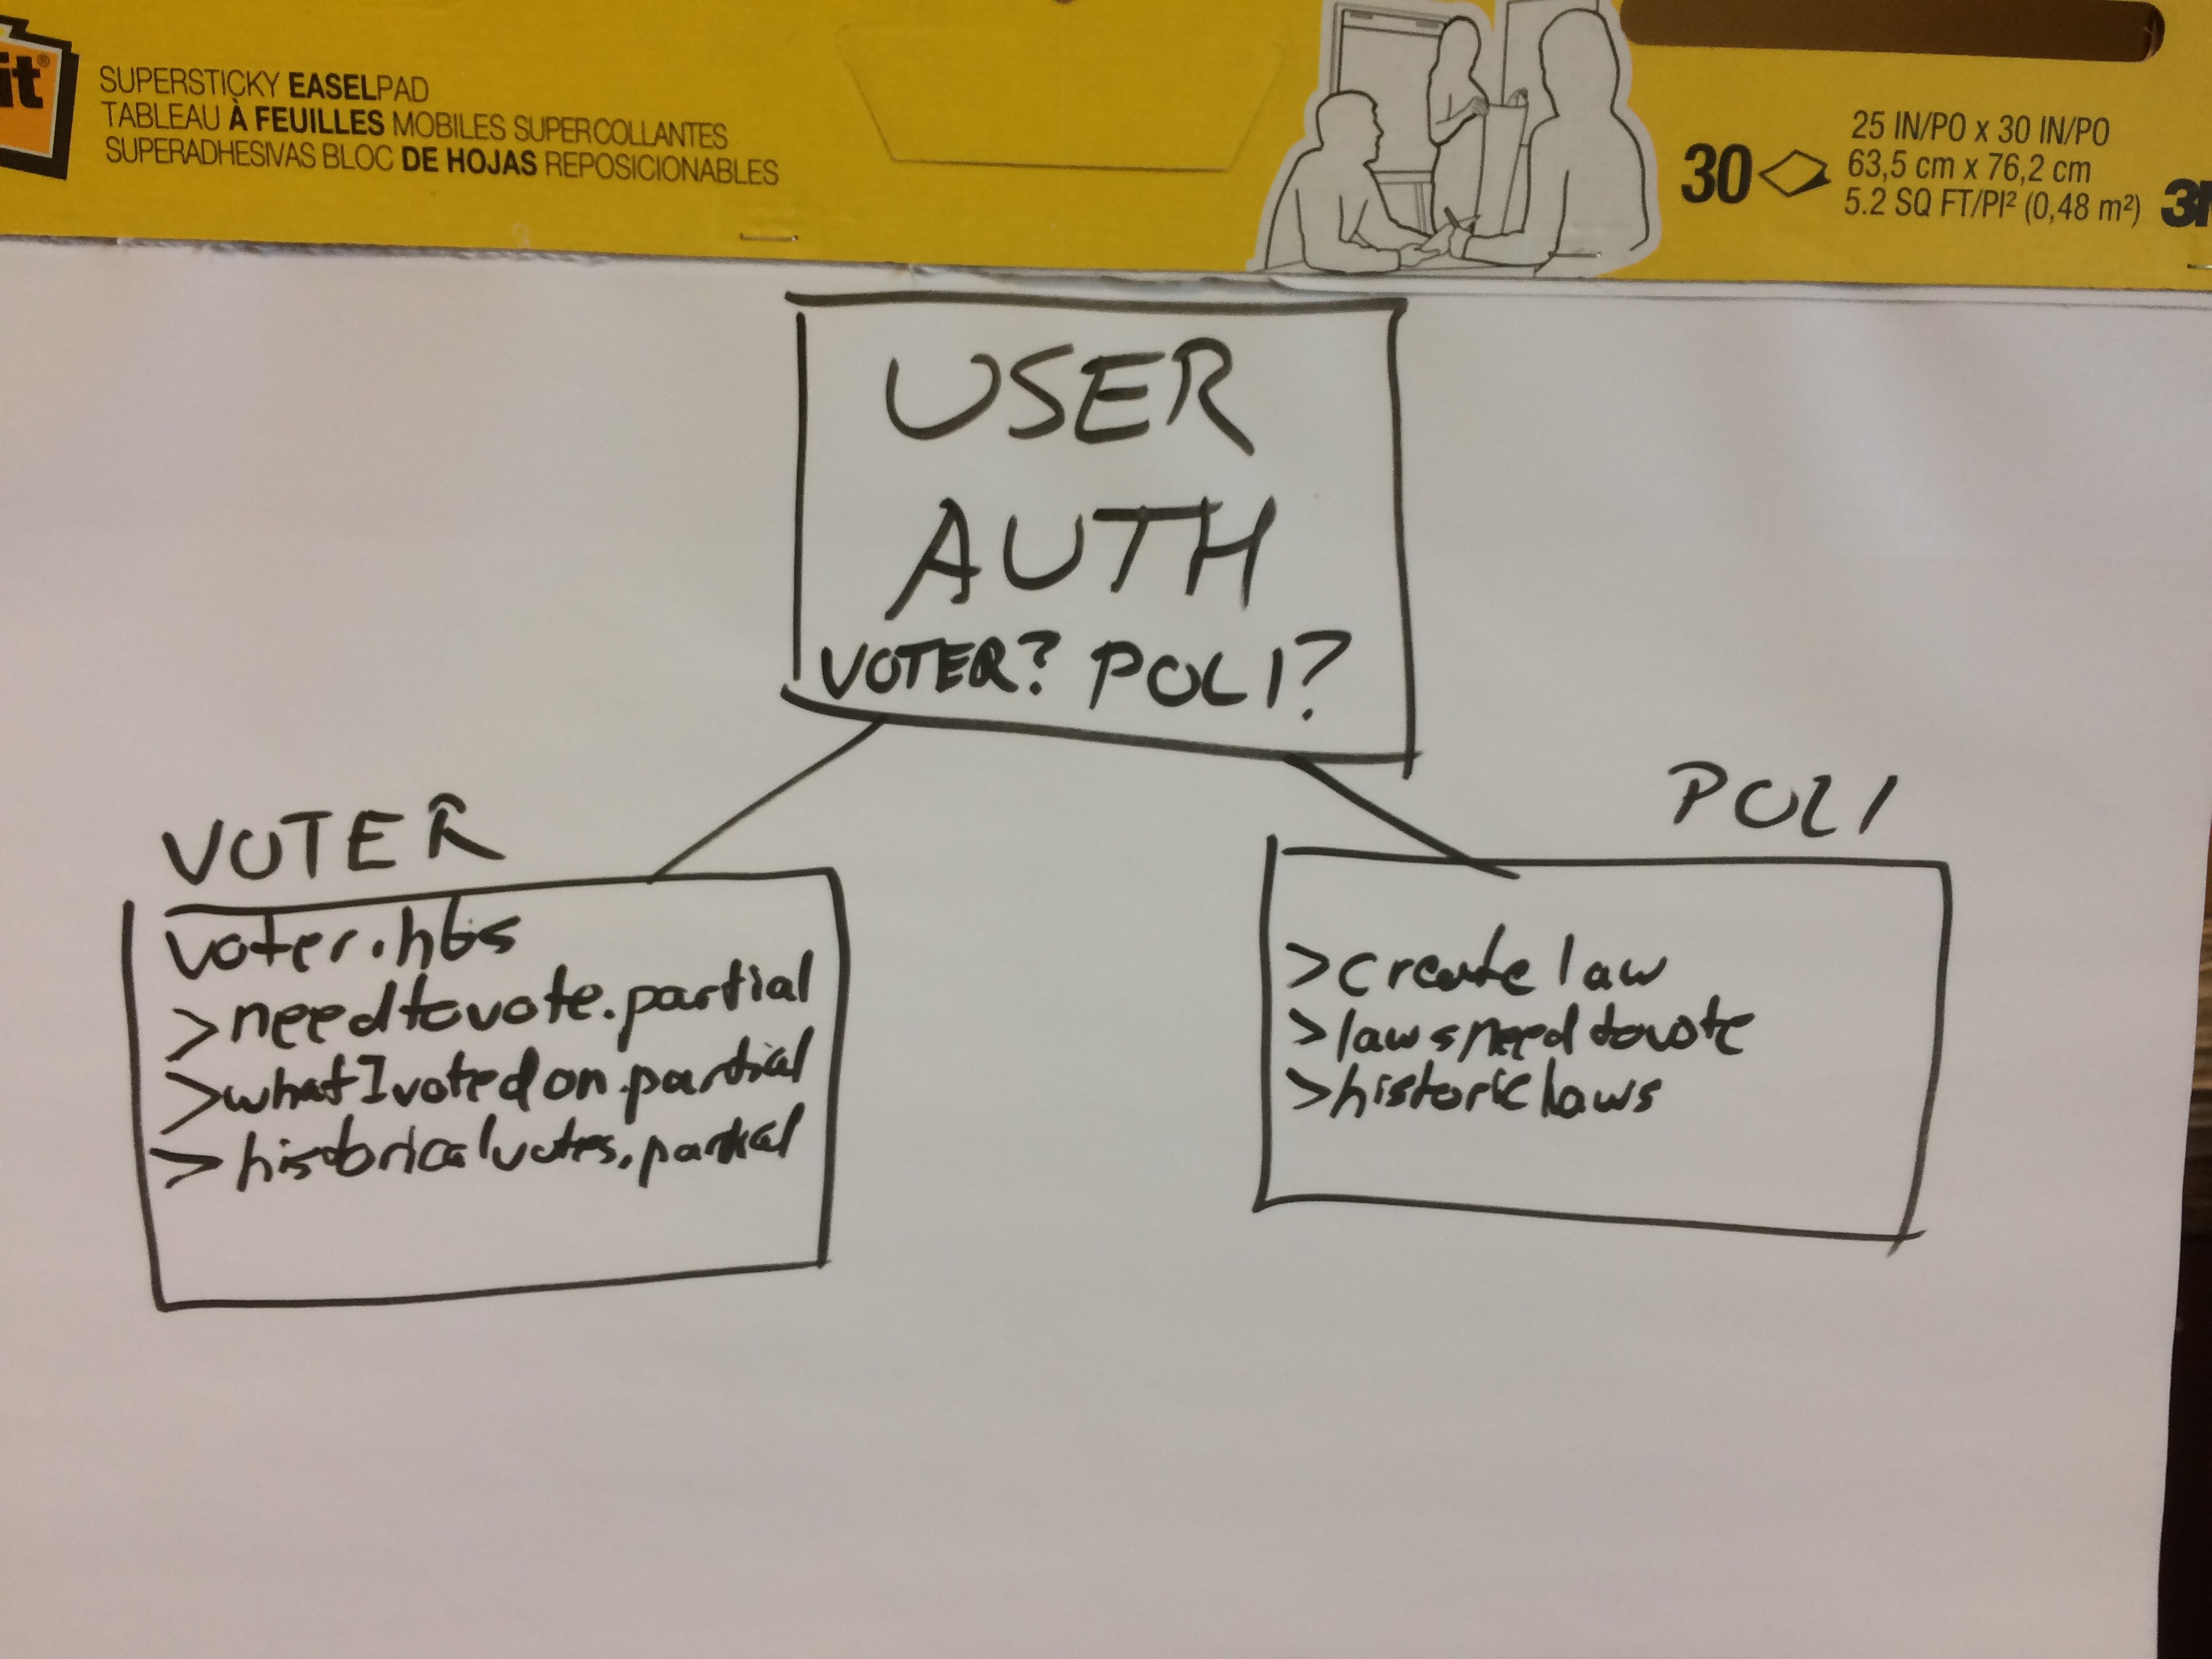 it®
SUPERSTICKY EASELPAD
TABLEAU À FEUILLES MOBILES SUPERCOLLANTES
SUPERADHESIVAS BLOC DE HOJAS REPOSICIONABLES
30
25 IN/PO x 30 IN/PO
63,5 cm x 76,2 cm
5.2 SQ FT/PI² (0,48 m²)
3M
USER
AUTH
VOTER? POLI?
VOTER
voter.hbs
>needtovote.partial
>whatIvotedon.partial
>historicalvotes.partial
POLI
>create law
>lawsneedtovote
>historiclaws